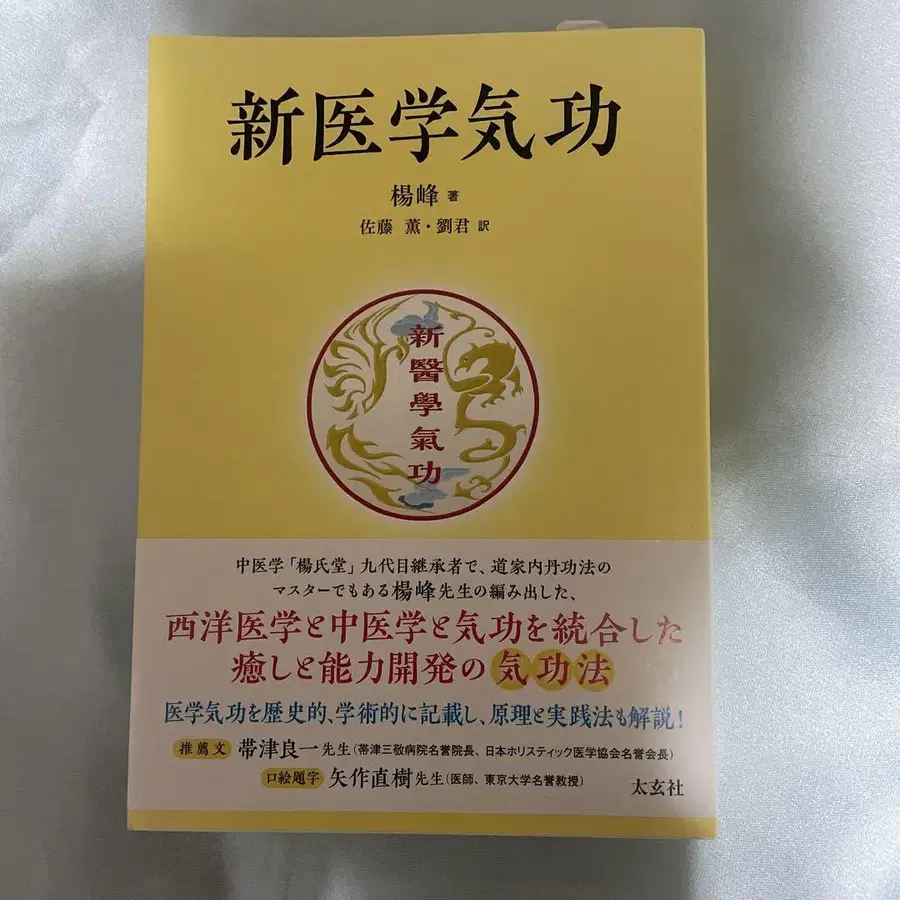 新医学気功
楊峰 著
佐藤 薫・劉君 訳
新醫學氣功
中医学「楊氏堂」九代目継承者で、道家内丹功法の
マスターでもある楊峰先生の編み出した、
西洋医学と中医学と気功を統合した
癒しと能力開発の気功法
医学気功を歴史的、学術的に記載し、原理と実践法も解説!
推薦文 帯津良一先生(帯津三敬病院名誉院長、日本ホリスティック医学協会名誉会長)
口絵題字 矢作直樹先生(医師、東京大学名誉教授)
太玄社